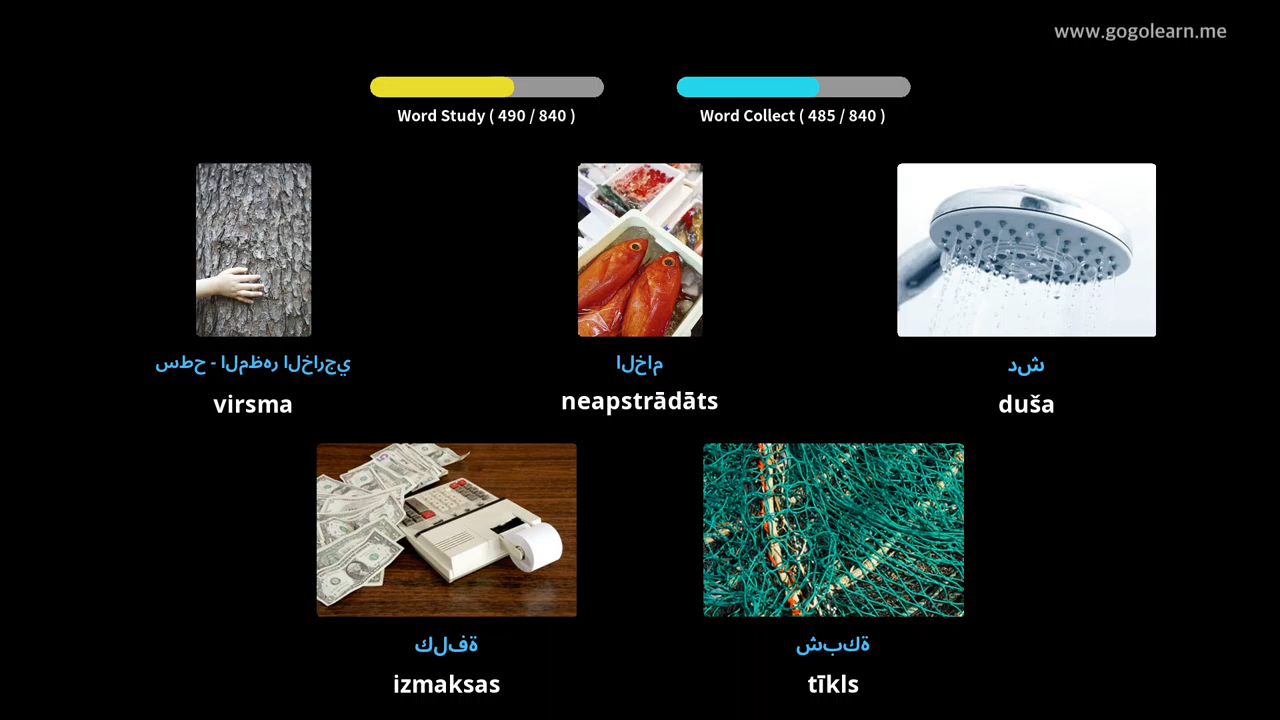 www.gogolearn.me
Word Study ( 490 / 840 )
Word Collect ( 485 / 840 )
سطح - المظهر الخارجي
virsma
الخام
neapstrādāts
دش
duša
كلفة
izmaksas
شبكة
tīkls